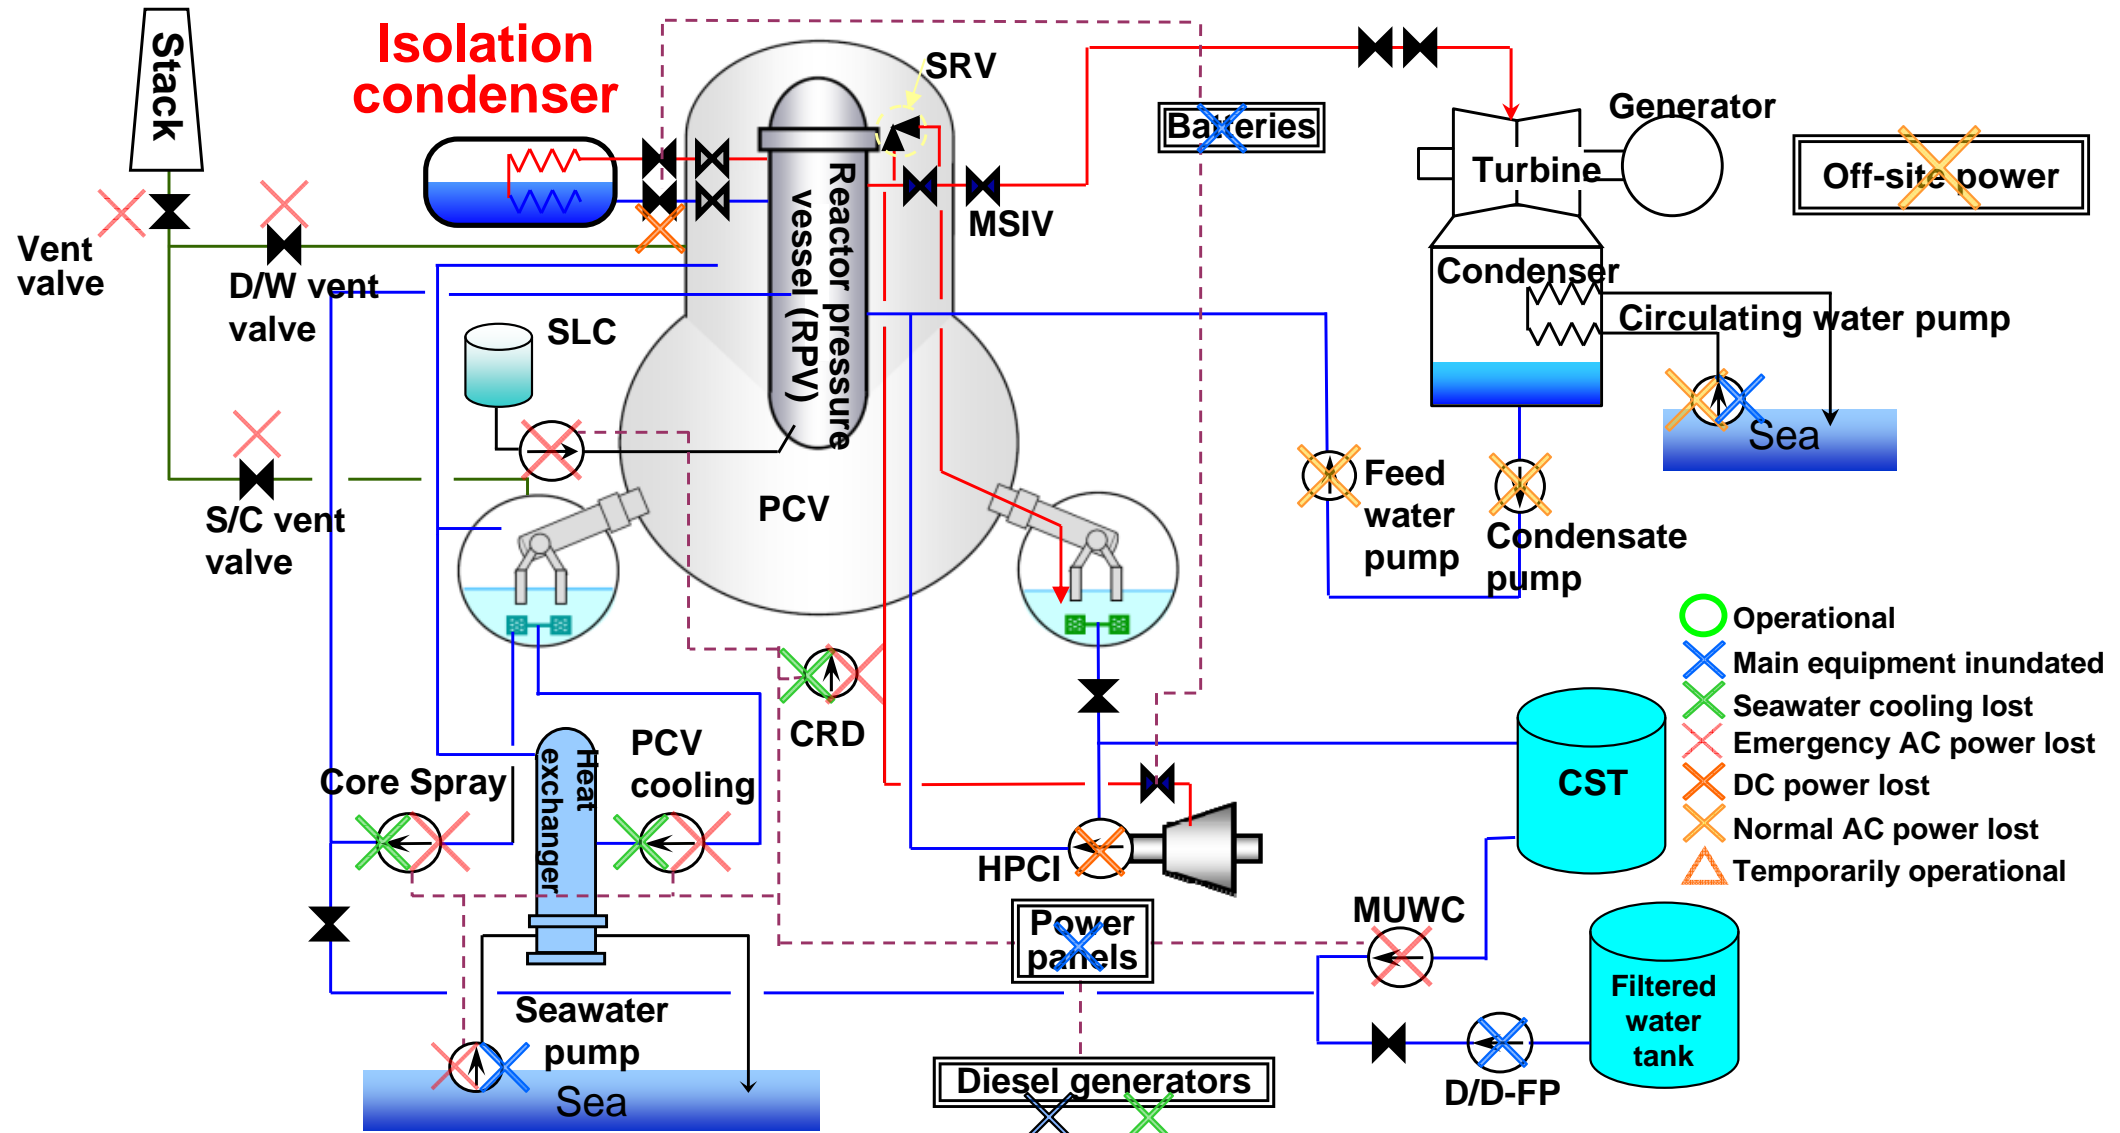 Stack
Isolation
condenser
SRV
Batteries
Generator
Turbine
Off-site power
Vent
valve
D/W vent
valve
MSIV
Reactor pressure
vessel (RPV)
Condenser
Circulating water pump
SLC
Sea
PCV
Feed
water
pump
Condensate
pump
S/C vent
valve
Operational
Main equipment inundated
Seawater cooling lost
Emergency AC power lost
DC power lost
Normal AC power lost
Temporarily operational
CRD
PCV
cooling
Core Spray
Heat
exchanger
CST
HPCI
Power
panels
MUWC
Filtered
water
tank
Seawater
pump
Sea
Diesel generators
D/D-FP